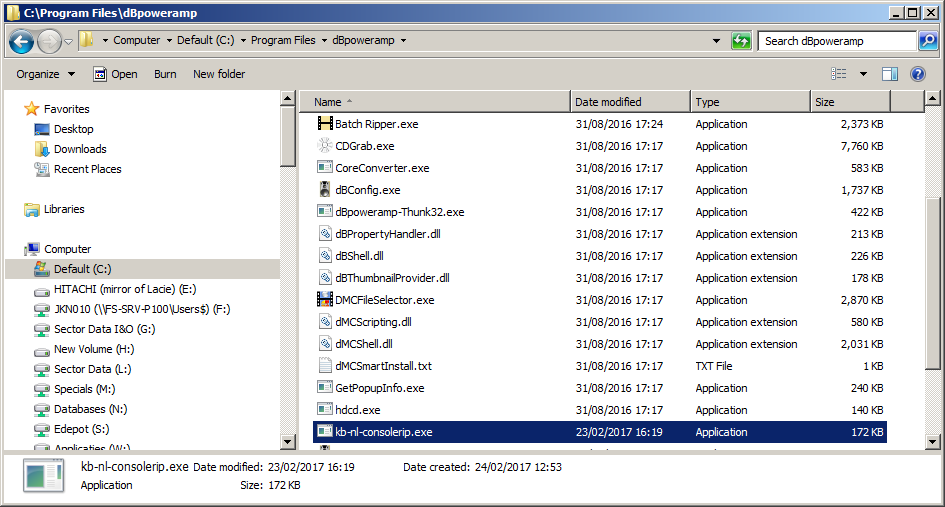 C:\Program Files\dBpoweramp
Computer Default (C:) Program Files dBpoweramp
Search dBpoweramp
Organize Open Burn New folder
Favorites
Desktop
Downloads
Recent Places
Libraries
Computer
Default (C:)
HITACHI (mirror of Lacie) (E:)
JKN010 (\\FS-SRV-P100\Users$) (F:)
Sector Data I&O (G:)
New Volume (H:)
Sector Data (L:)
Specials (M:)
Databases (N:)
Edepot (S:)
Applicaties (W:)
Name Date modified Type Size
Batch Ripper.exe 31/08/2016 17:24 Application 2,373 KB
CDGrab.exe 31/08/2016 17:17 Application 7,760 KB
CoreConverter.exe 31/08/2016 17:17 Application 583 KB
dBConfig.exe 31/08/2016 17:17 Application 1,737 KB
dBpoweramp-Thunk32.exe 31/08/2016 17:17 Application 422 KB
dBPropertyHandler.dll 31/08/2016 17:17 Application extension 213 KB
dBShell.dll 31/08/2016 17:17 Application extension 226 KB
dBThumbnailProvider.dll 31/08/2016 17:17 Application extension 178 KB
DMCFileSelector.exe 31/08/2016 17:17 Application 2,870 KB
dMCScripting.dll 31/08/2016 17:17 Application extension 580 KB
dMCShell.dll 31/08/2016 17:17 Application extension 2,031 KB
dMCSmartInstall.txt 31/08/2016 17:17 TXT File 1 KB
GetPopupInfo.exe 31/08/2016 17:17 Application 240 KB
hdcd.exe 31/08/2016 17:17 Application 140 KB
kb-nl-consolerip.exe 23/02/2017 16:19 Application 172 KB
kb-nl-consolerip.exe Date modified: 23/02/2017 16:19 Date created: 24/02/2017 12:53
Application Size: 172 KB